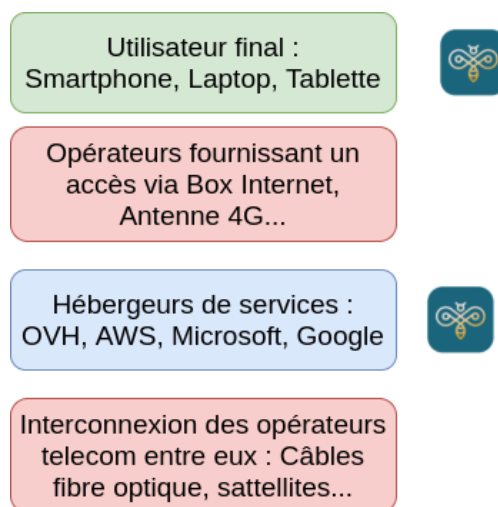 Utilisateur final :
Smartphone, Laptop, Tablette
Opérateurs fournissant un
accès via Box Internet,
Antenne 4G...
Hébergeurs de services :
OVH, AWS, Microsoft, Google
Interconnexion des opérateurs
telecom entre eux : Câbles
fibre optique, sattellites...